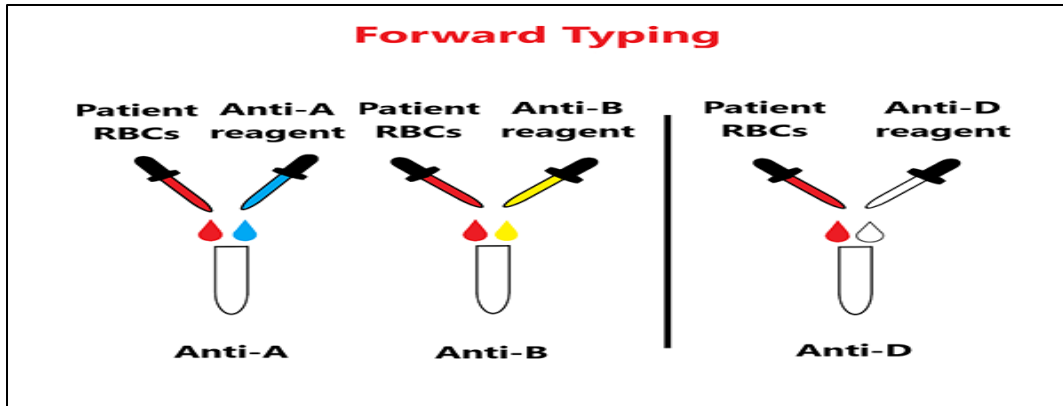 Forward Typing
Patient RBCs
Anti-A reagent
Patient RBCs
Anti-B reagent
Patient RBCs
Anti-D reagent
Anti-A
Anti-B
Anti-D